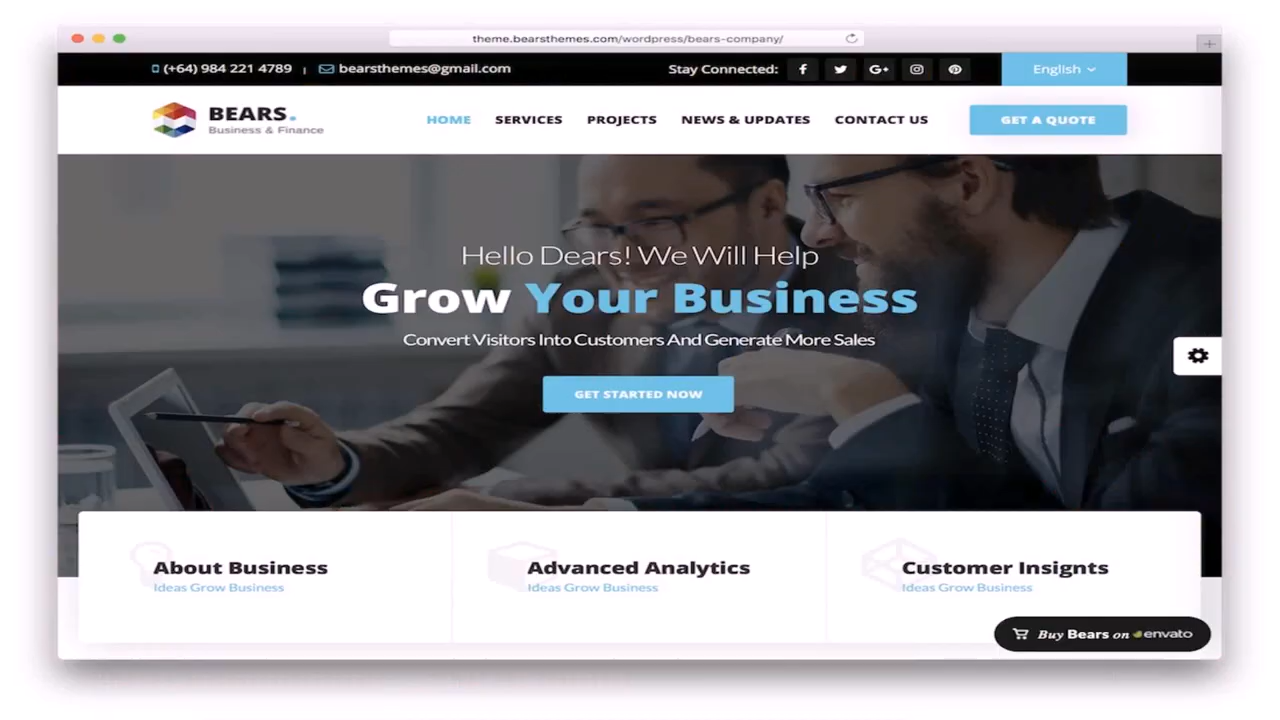 theme.bearsthemes.com/wordpress/bears-company/
(+64) 984 221 4789 | bearsthemes@gmail.com
Stay Connected:
English
BEARS.
Business & Finance
HOME SERVICES PROJECTS NEWS & UPDATES CONTACT US
GET A QUOTE
Hello Dears! We Will Help
Grow Your Business
Convert Visitors Into Customers And Generate More Sales
GET STARTED NOW
About Business
Ideas Grow Business
Advanced Analytics
Ideas Grow Business
Customer Insignts
Ideas Grow Business
Buy Bears on envato